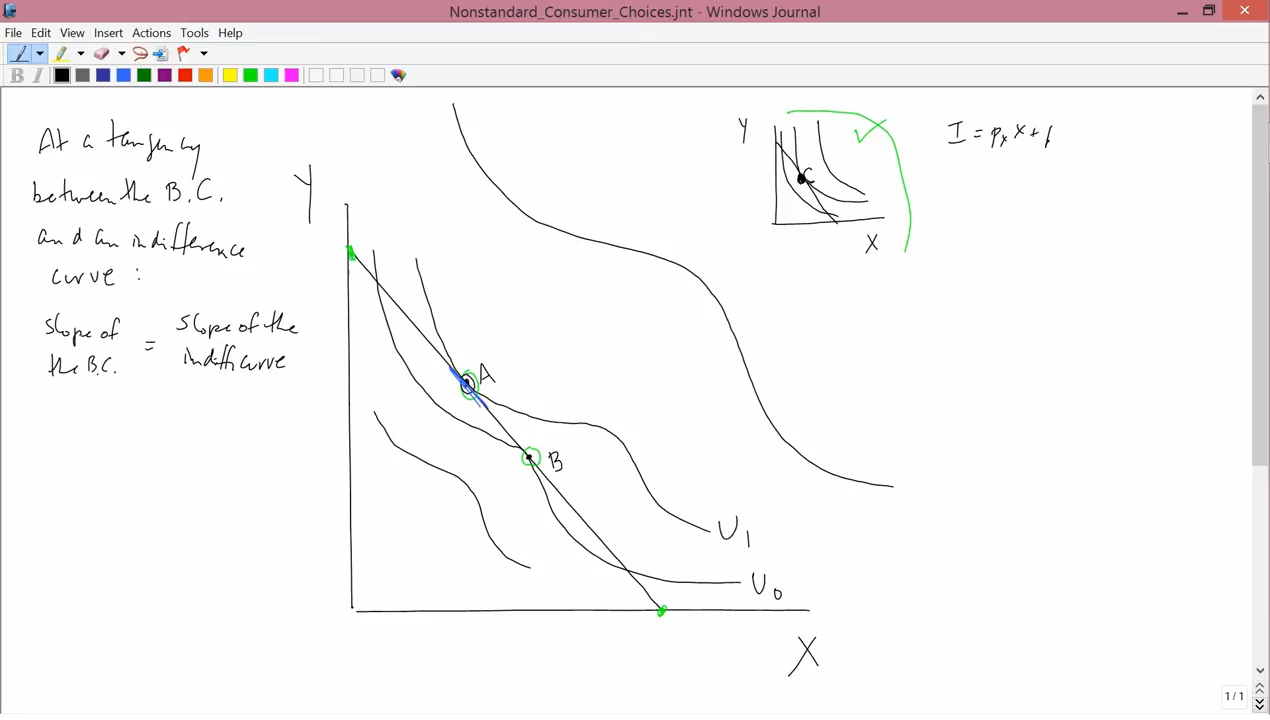 Nonstandard_Consumer_Choices.jnt - Windows Journal
File Edit View Insert Actions Tools Help
B I
At a tangency
between the B.C.
and an indifference
curve :
slope of the B.C. = slope of the indiff curve
Y
A
B
U1
U0
X
Y
C
X
I = px x +
1 / 1